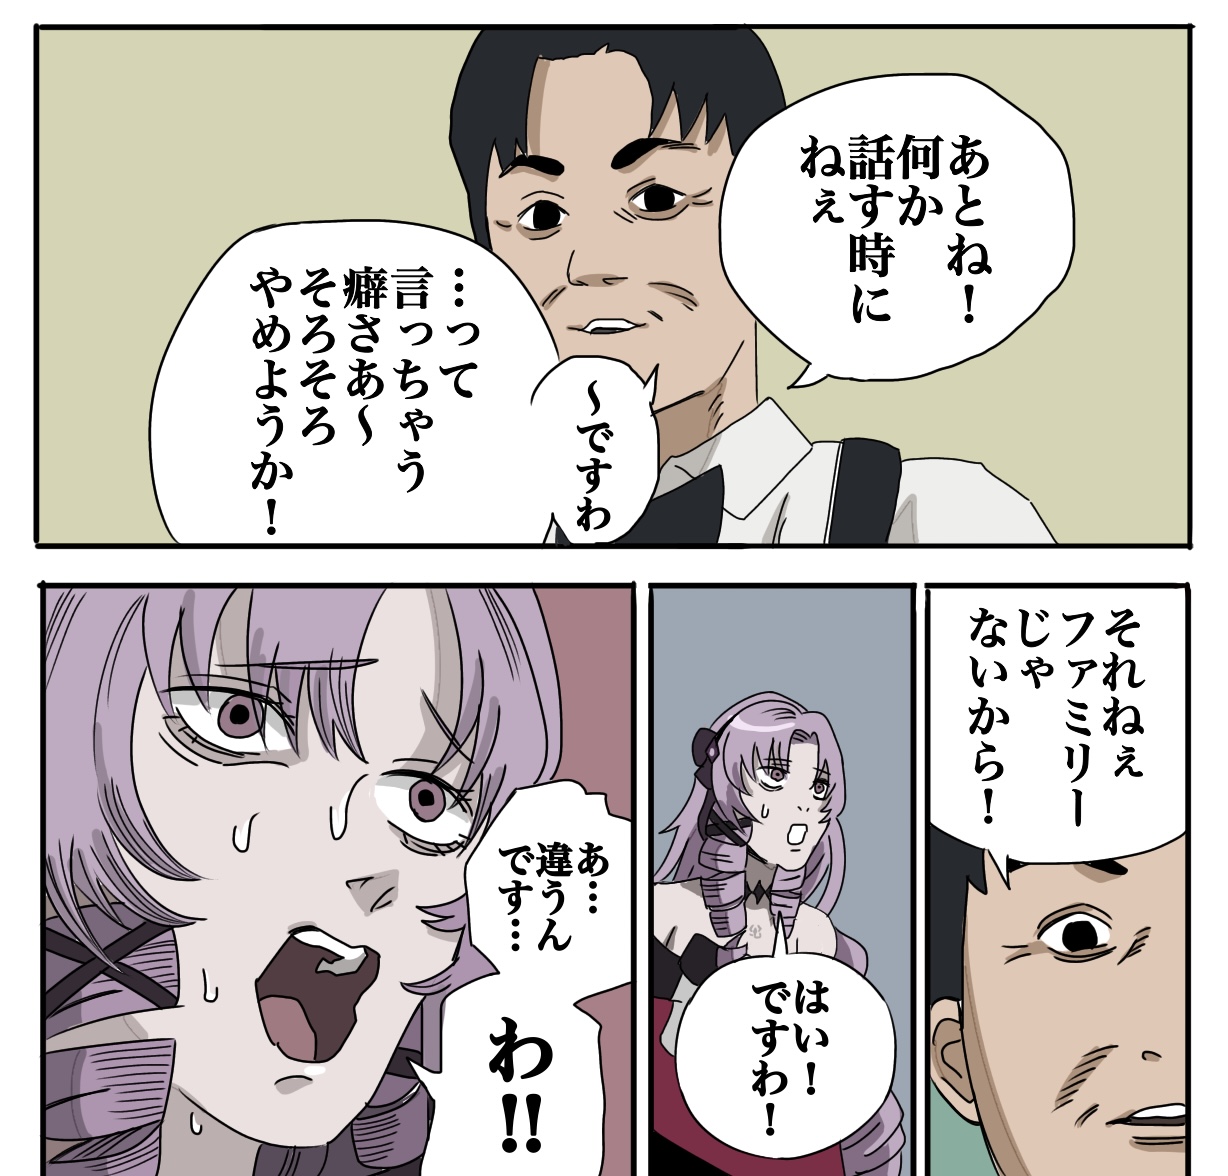 あとね！
何か
話す時に
ねぇ
〜ですわ
…って
言っちゃう
癖さあ〜
そろそろ
やめようか！
それねぇ
ファミリー
じゃ
ないから！
はい！
ですわ！
あ…
違うん
です…
わ!!